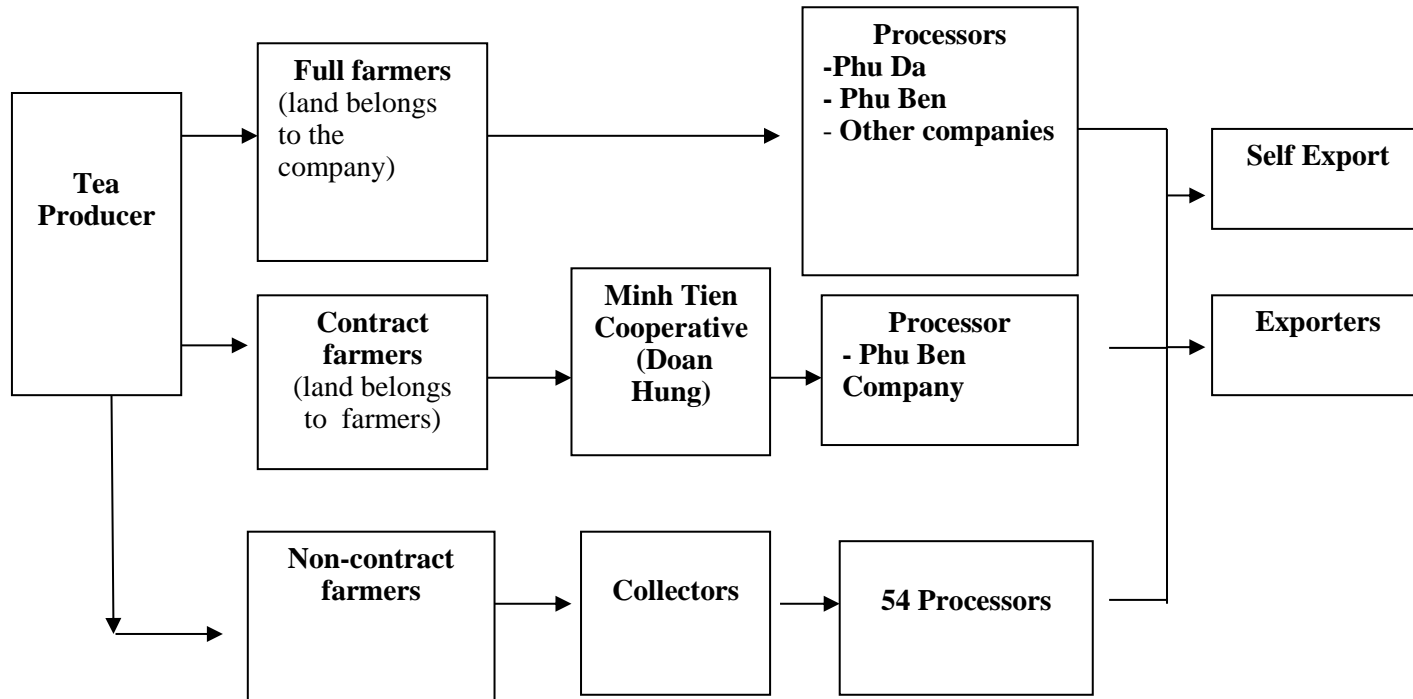 Tea
Producer
Full farmers
(land belongs
to the
company)
Processors
-Phu Da
- Phu Ben
- Other companies
Self Export
Contract
farmers
(land belongs
to farmers)
Minh Tien
Cooperative
(Doan
Hung)
Processor
- Phu Ben
Company
Exporters
Non-contract
farmers
Collectors
54 Processors